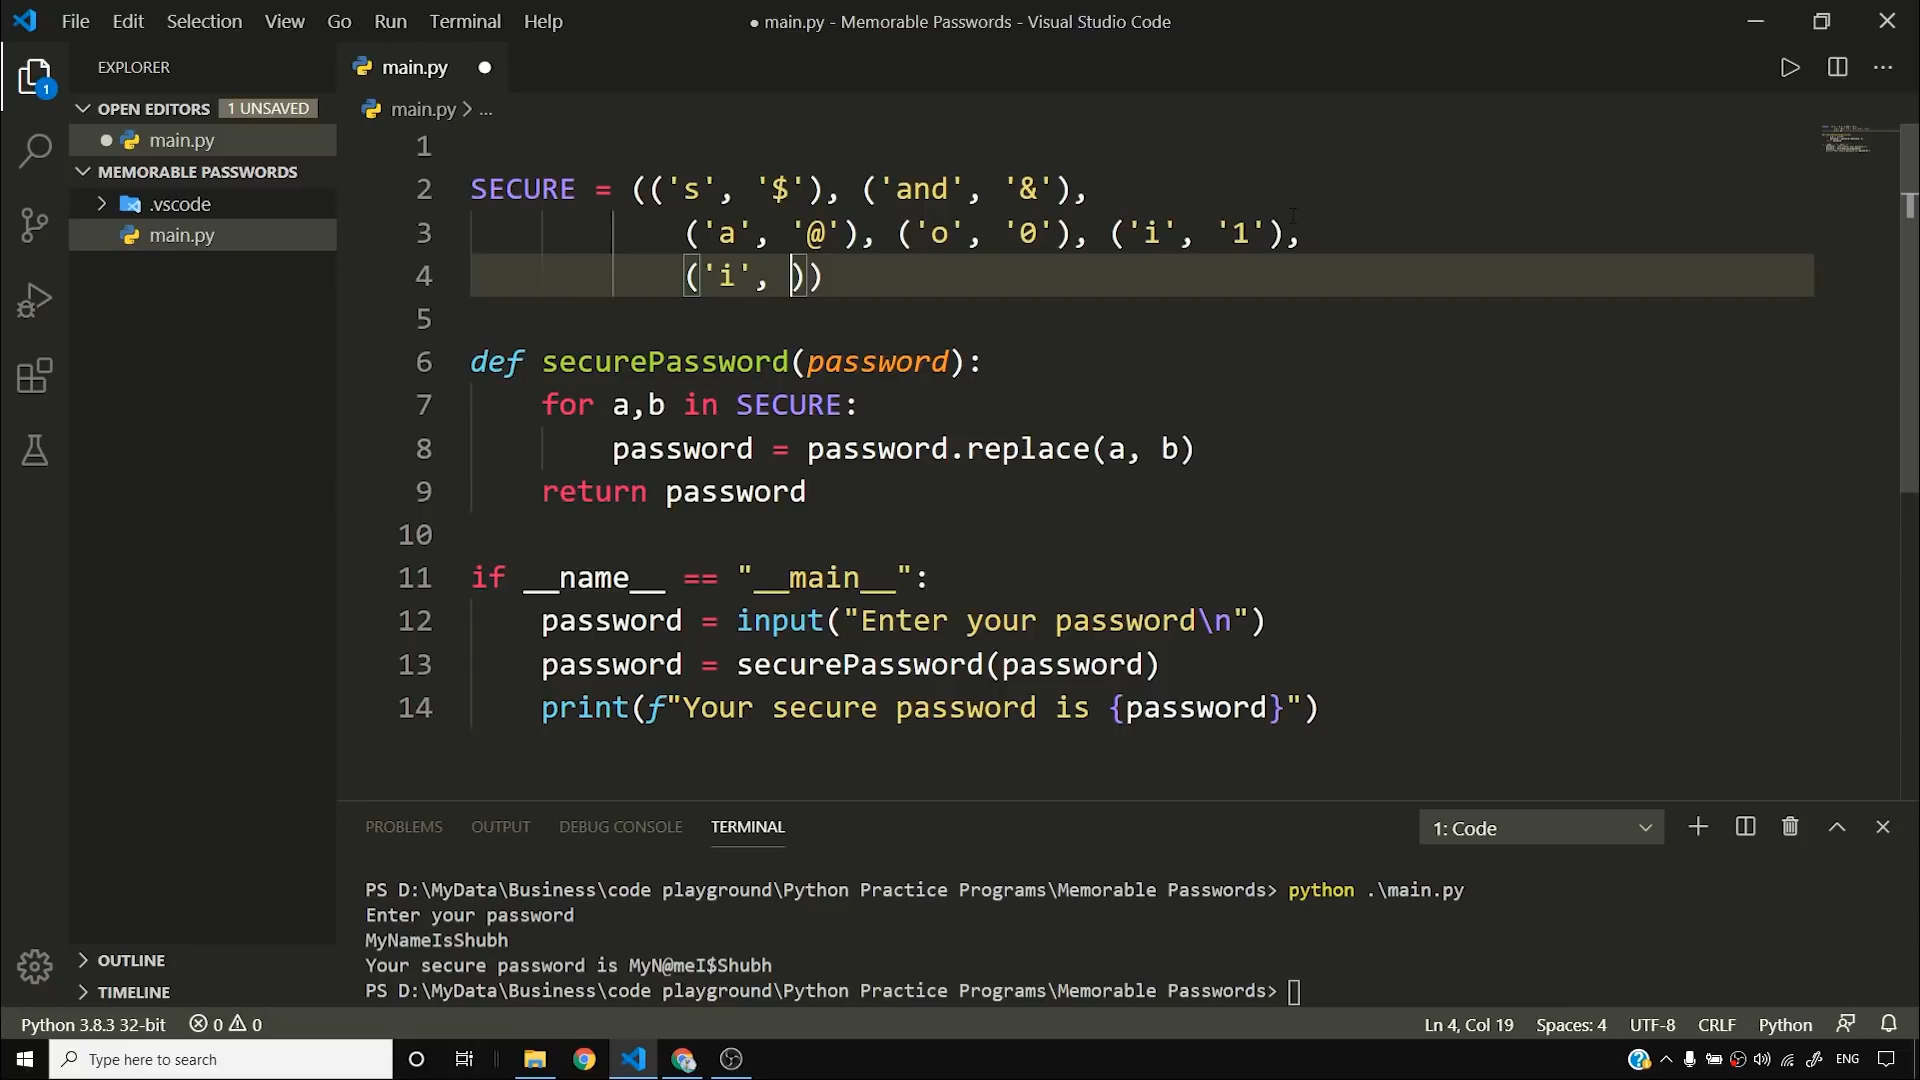 File Edit Selection View Go Run Terminal Help
● main.py - Memorable Passwords - Visual Studio Code
EXPLORER
main.py
OPEN EDITORS 1 UNSAVED
main.py
main.py > ...
MEMORABLE PASSWORDS
.vscode
main.py
1
1
2 SECURE = (('s', '$'), ('and', '&'),
3 ('a', '@'), ('o', '0'), ('i', '1'),
4 ('i', ))
5
6 def securePassword(password):
7 for a,b in SECURE:
8 password = password.replace(a, b)
9 return password
10
11 if __name__ == "__main__":
12 password = input("Enter your password\n")
13 password = securePassword(password)
14 print(f"Your secure password is {password}")
PROBLEMS OUTPUT DEBUG CONSOLE TERMINAL
1: Code
PS D:\MyData\Business\code playground\Python Practice Programs\Memorable Passwords> python .\main.py
Enter your password
MyNameIsShubh
Your secure password is MyN@meI$Shubh
PS D:\MyData\Business\code playground\Python Practice Programs\Memorable Passwords>
OUTLINE
TIMELINE
Python 3.8.3 32-bit 0 0
Ln 4, Col 19 Spaces: 4 UTF-8 CRLF Python
Type here to search
ENG